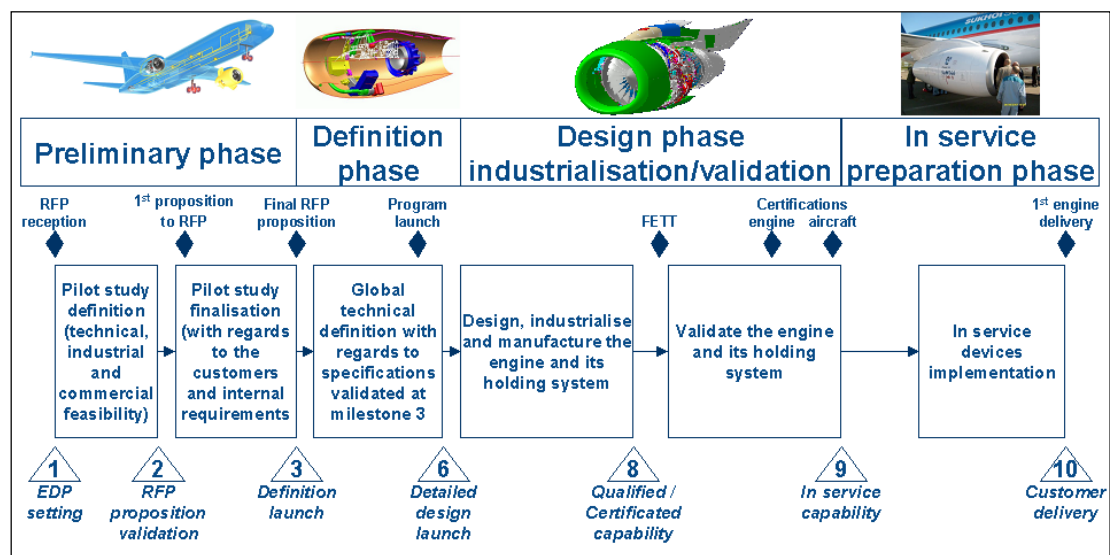 SUKHOI
Preliminary phase
Definition
phase
Design phase
industrialisation/validation
In service
preparation phase
RFP
reception
1st proposition
to RFP
Final RFP
proposition
Program
launch
FETT
Certifications
engine aircraft
1st engine
delivery
Pilot study
definition
(technical,
industrial
and
commercial
feasibility)
Pilot study
finalisation
(with regards
to the
customers
and internal
requirements
Global
technical
definition with
regards to
specifications
validated at
milestone 3
Design, industrialise
and manufacture the
engine and its
holding system
Validate the engine
and its holding
system
In service
devices
implementation
1
EDP
setting
2
RFP
proposition
validation
3
Definition
launch
6
Detailed
design
launch
8
Qualified /
Certificated
capability
9
In service
capability
10
Customer
delivery